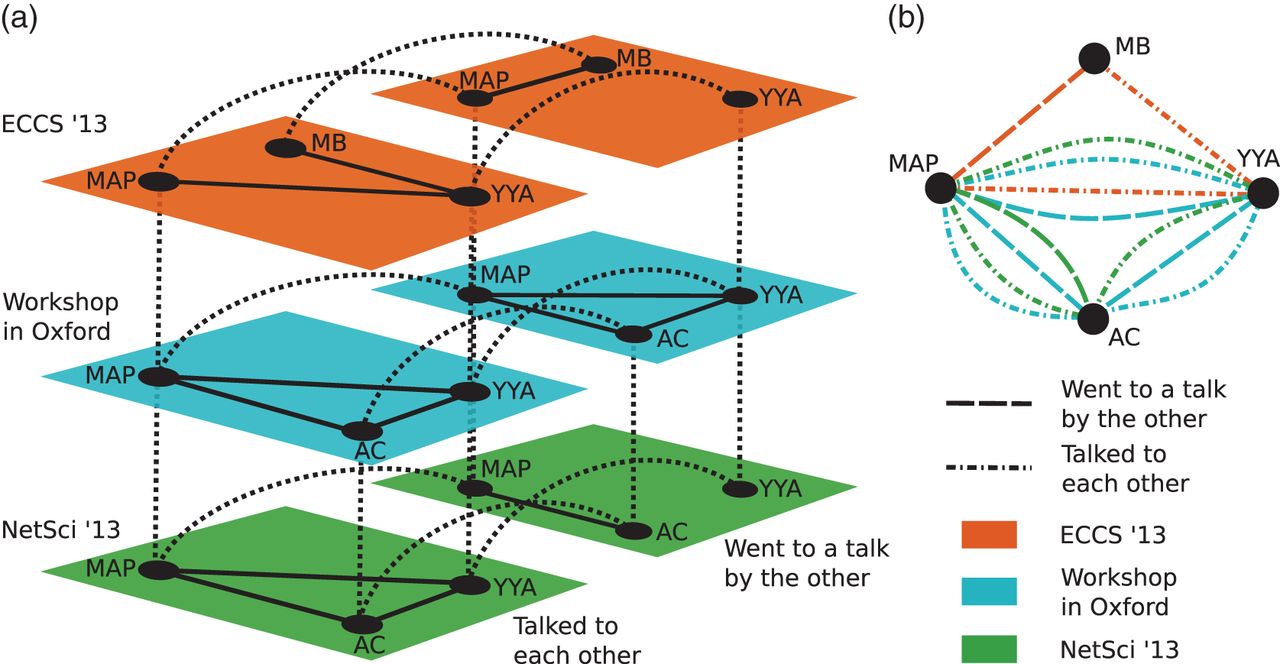 (a)
(b)
MB
MAP
YYA
ECCS '13
MB
MAP
YYA
MAP
YYA
AC
Workshop
in Oxford
MAP
YYA
AC
MAP
YYA
AC
NetSci '13
MAP
YYA
AC
Went to a talk
by the other
Talked to
each other
MB
MAP
YYA
AC
Went to a talk
by the other
Talked to
each other
ECCS '13
Workshop
in Oxford
NetSci '13